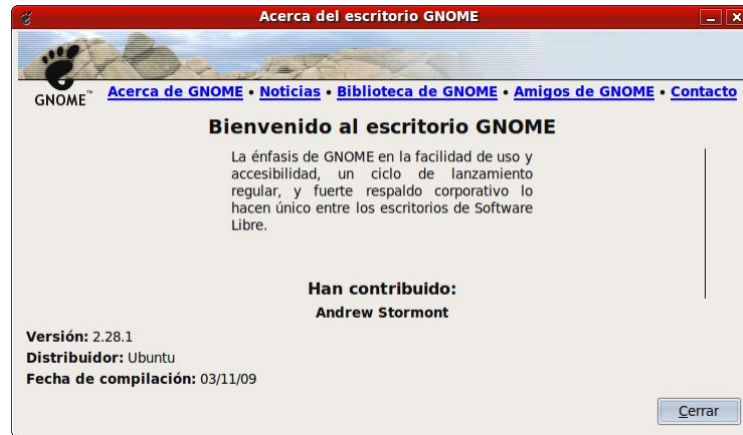 Acerca del escritorio GNOME
GNOME™ Acerca de GNOME • Noticias • Biblioteca de GNOME • Amigos de GNOME • Contacto
Bienvenido al escritorio GNOME
La énfasis de GNOME en la facilidad de uso y
accesibilidad, un ciclo de lanzamiento
regular, y fuerte respaldo corporativo lo
hacen único entre los escritorios de Software
Libre.
Han contribuido:
Andrew Stormont
Versión: 2.28.1
Distribuidor: Ubuntu
Fecha de compilación: 03/11/09
Cerrar